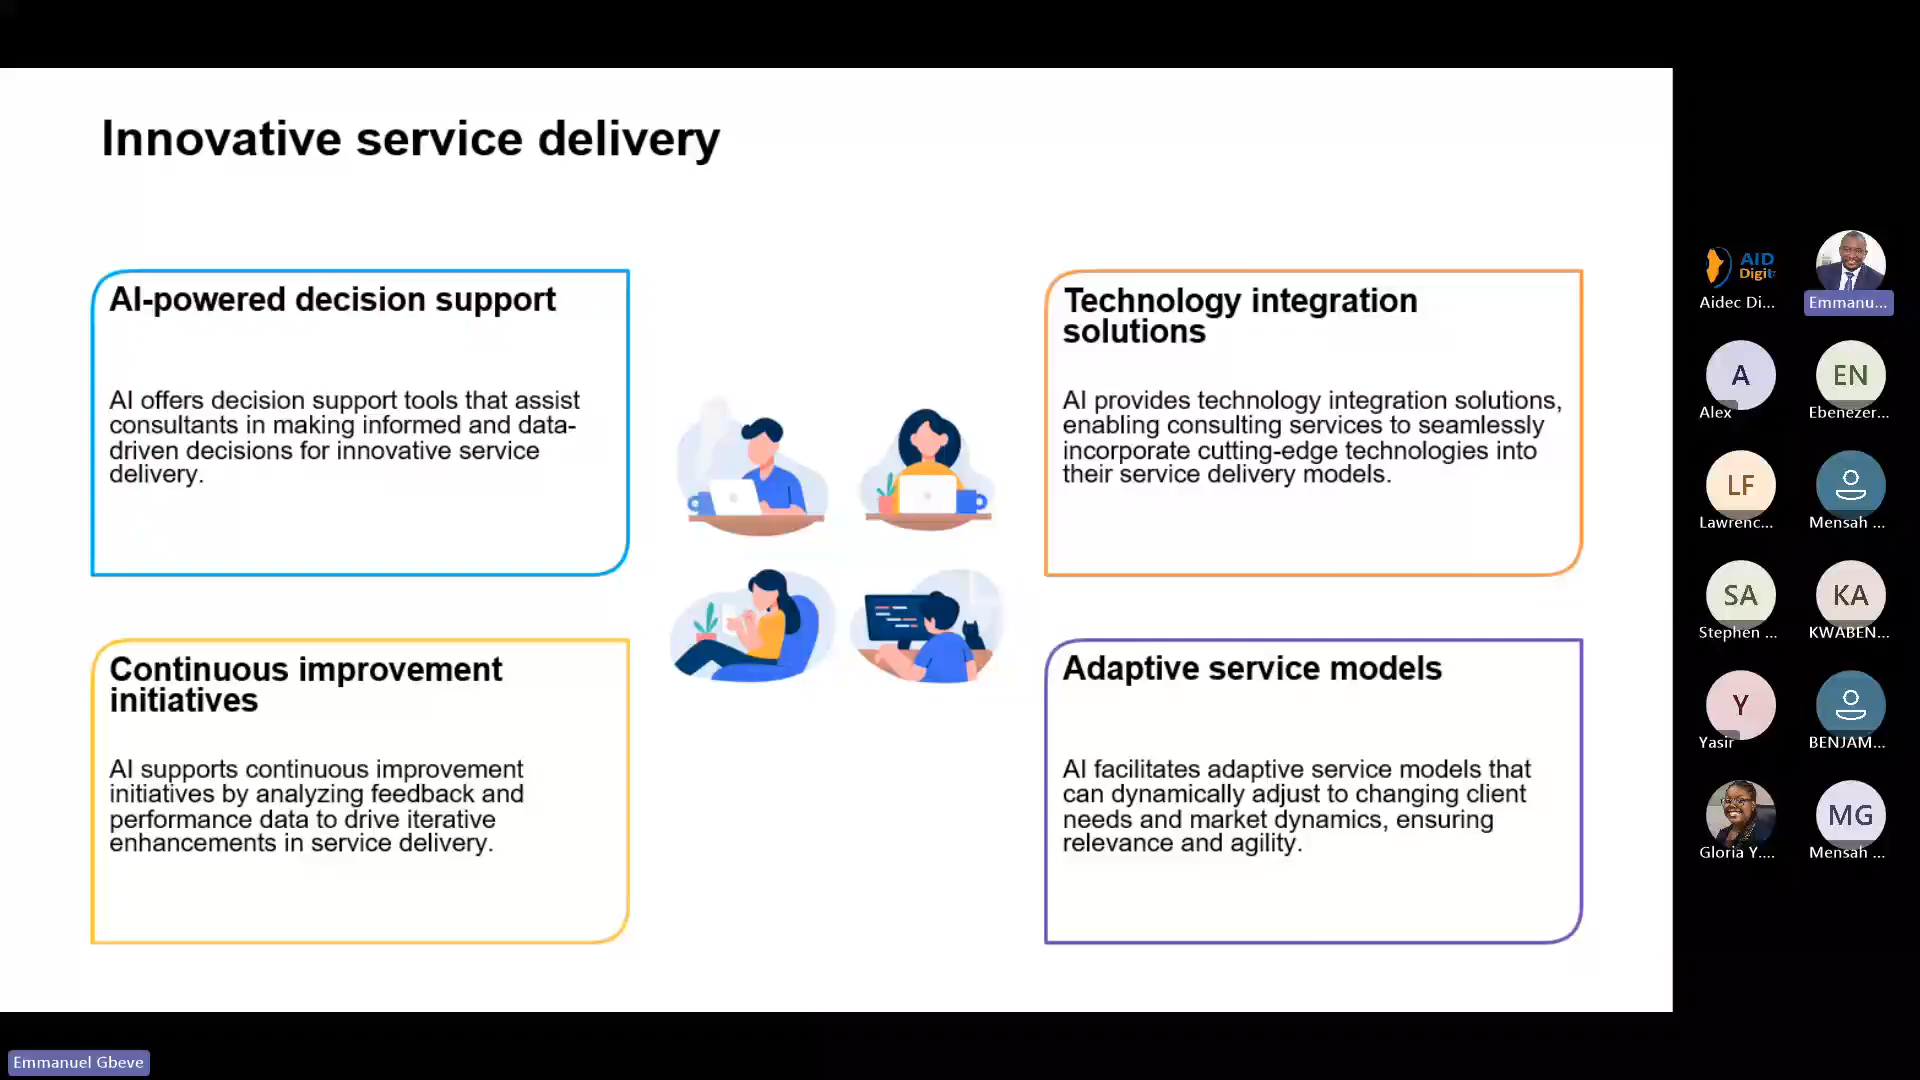 Innovative service delivery
AI-powered decision support
AI offers decision support tools that assist
consultants in making informed and data-
driven decisions for innovative service
delivery.
Technology integration
solutions
AI provides technology integration solutions,
enabling consulting services to seamlessly
incorporate cutting-edge technologies into
their service delivery models.
Continuous improvement
initiatives
AI supports continuous improvement
initiatives by analyzing feedback and
performance data to drive iterative
enhancements in service delivery.
Adaptive service models
AI facilitates adaptive service models that
can dynamically adjust to changing client
needs and market dynamics, ensuring
relevance and agility.
AID
Digit
Aidec Di...
Emmanu...
A
Alex
EN
Ebenezer...
LF
Lawrenc...
Mensah ...
SA
Stephen ...
KA
KWABEN...
Y
Yasir
BENJAM...
Gloria Y....
MG
Mensah ...
Emmanuel Gbeve